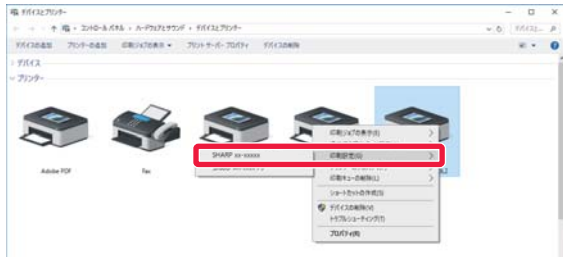 デバイスとプリンター
コントロール パネル › ハードウェアとサウンド › デバイスとプリンター
デバイスの追加 プリンターの追加 印刷ジョブの表示 プリント サーバー プロパティ デバイスの削除
デバイス
プリンター
印刷ジョブの表示(S)
SHARP xx-xxxxx 印刷設定(G)
印刷キューの削除(L)
ショートカットの作成(S)
デバイスの削除(V)
トラブルシューティング(T)
プロパティ(R)
Adobe PDF Fax